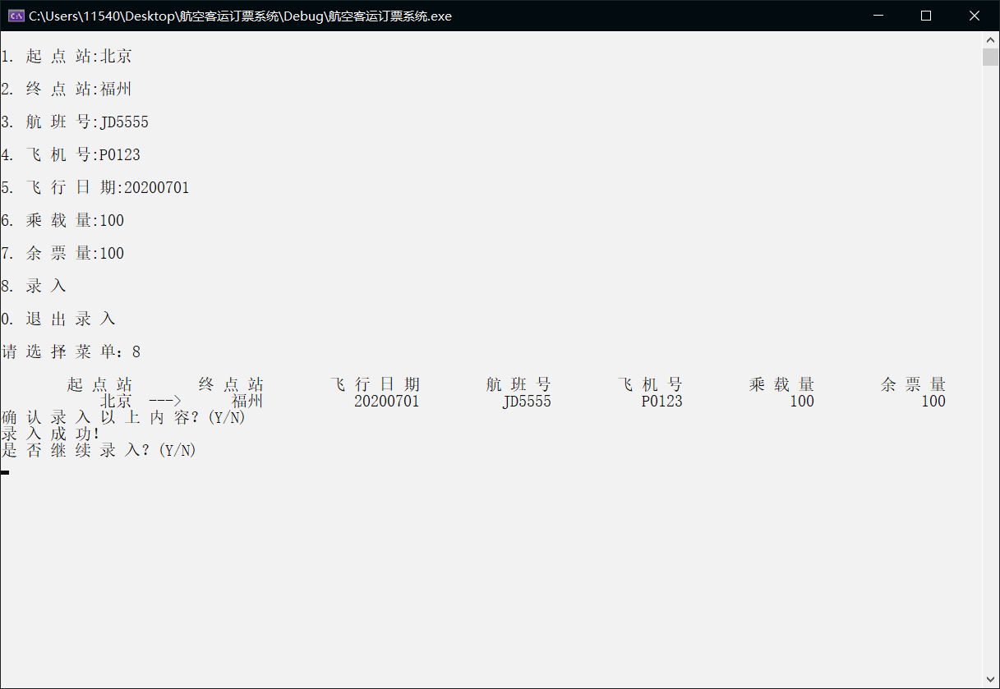 C:\Users\11540\Desktop\航空客运订票系统\Debug\航空客运订票系统.exe
1. 起 点 站:北京
2. 终 点 站:福州
3. 航 班 号:JD5555
4. 飞 机 号:P0123
5. 飞 行 日 期:20200701
6. 乘 载 量:100
7. 余 票 量:100
8. 录 入
0. 退 出 录 入
请 选 择 菜 单: 8
起 点 站 终 点 站 飞 行 日 期 航 班 号 飞 机 号 乘 载 量 余 票 量
北京 ---> 福州 20200701 JD5555 P0123 100 100
确 认 录 入 以 上 内 容? (Y/N)
录 入 成 功!
是 否 继 续 录 入? (Y/N)